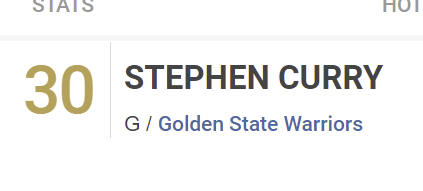 STATS HOT
30 STEPHEN CURRY
G / Golden State Warriors